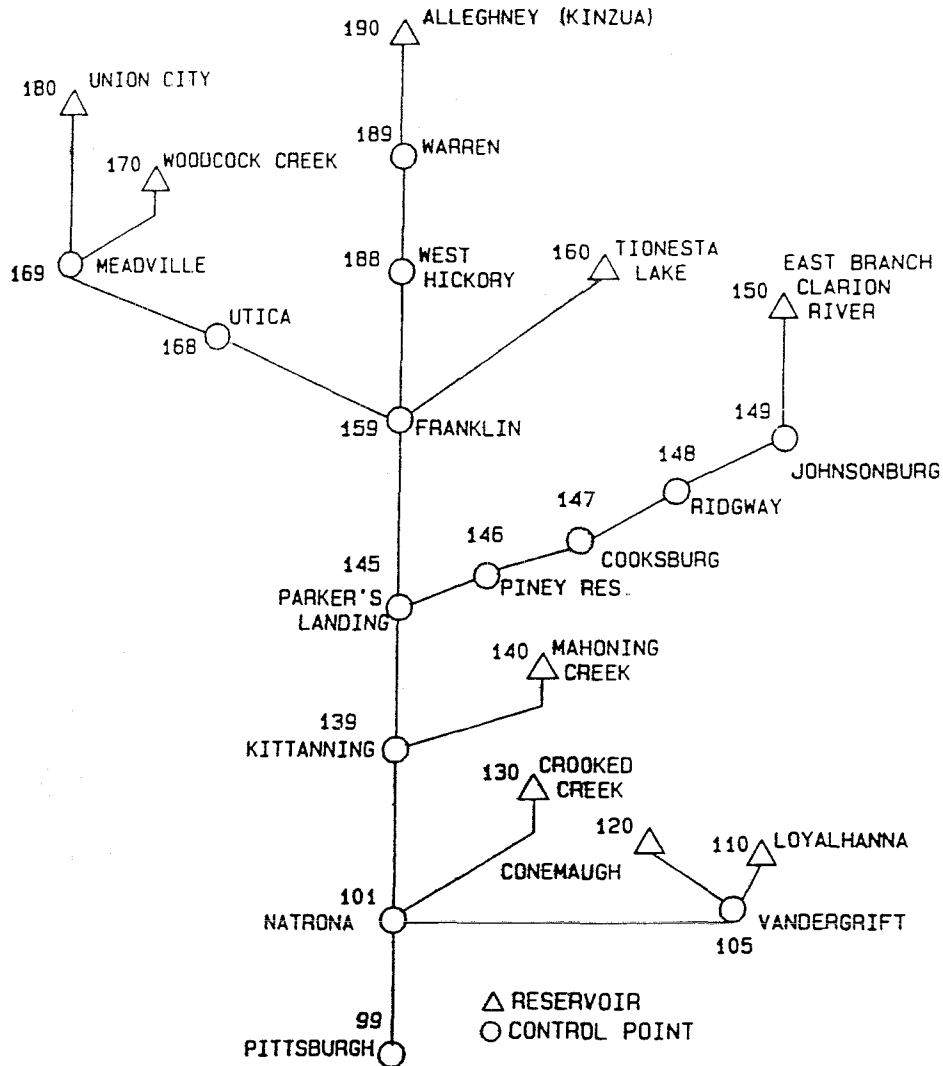 190 ALLEGHNEY (KINZUA)
180 UNION CITY
189 WARREN
170 WOODCOCK CREEK
188 WEST
HICKORY
160 TIONESTA
LAKE
169 MEADVILLE
EAST BRANCH
150 CLARION
RIVER
UTICA
168
159 FRANKLIN
149
JOHNSONBURG
148
RIDGWAY
147
COOKSBURG
146
PINEY RES.
145
PARKER'S
LANDING
140 MAHONING
CREEK
139
KITTANNING
130 CROOKED
CREEK
120
CONEMAUGH
110 LOYALHANNA
101
NATRONA
VANDERGRIFT
105
99
PITTSBURGH
△ RESERVOIR
○ CONTROL POINT